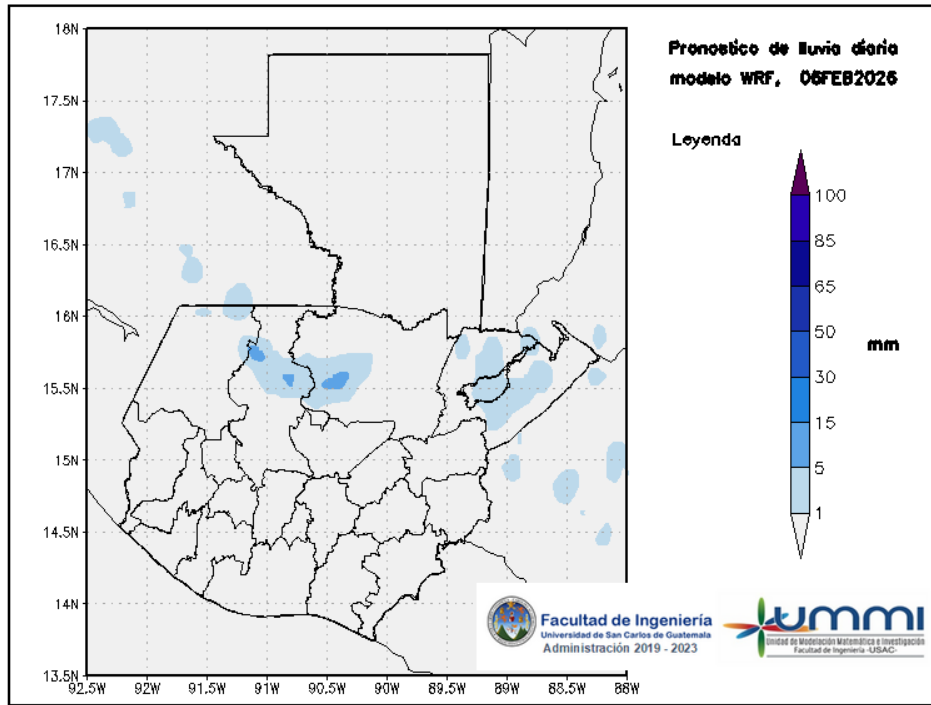 Pronostico de lluvia diaria
modelo WRF, 06FEB2026
Leyenda
100
85
65
50
30
15
5
1
mm
18N
17.5N
17N
16.5N
16N
15.5N
15N
14.5N
14N
13.5N
92.5W 92W 91.5W 91W 90.5W 90W 89.5W 89W 88.5W 88W
Facultad de Ingeniería
Universidad de San Carlos de Guatemala
Administración 2019 - 2023
UMMI
Unidad de Modelación Matemática e Investigación
Facultad de Ingeniería -USAC-